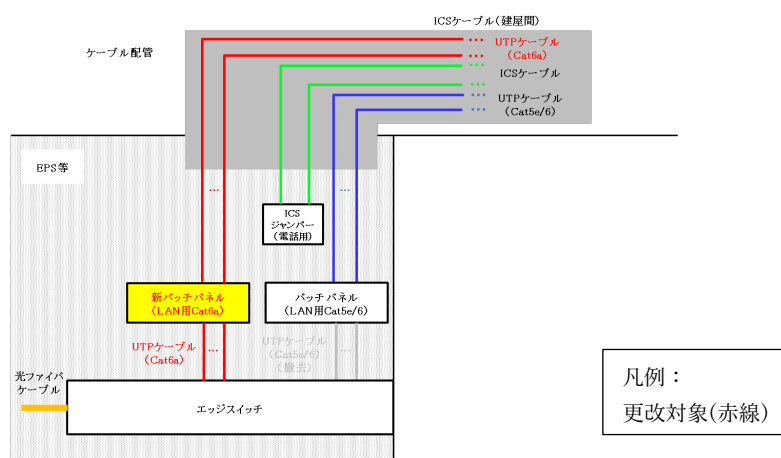 ICSケーブル(建屋間)
ケーブル配管
… UTPケーブル
… (Cat6a)
…
ICSケーブル
…
… UTPケーブル
… (Cat5e/6)
EPS等
…
…
ICS
ジャンパー
(電話用)
新パッチパネル
(LAN用Cat6a)
パッチパネル
(LAN用Cat5e/6)
UTPケーブル
(Cat6a)
…
UTPケーブル
(Cat5e/6)
(撤去)
…
光ファイバ
ケーブル
エッジスイッチ
凡例：
更改対象(赤線)